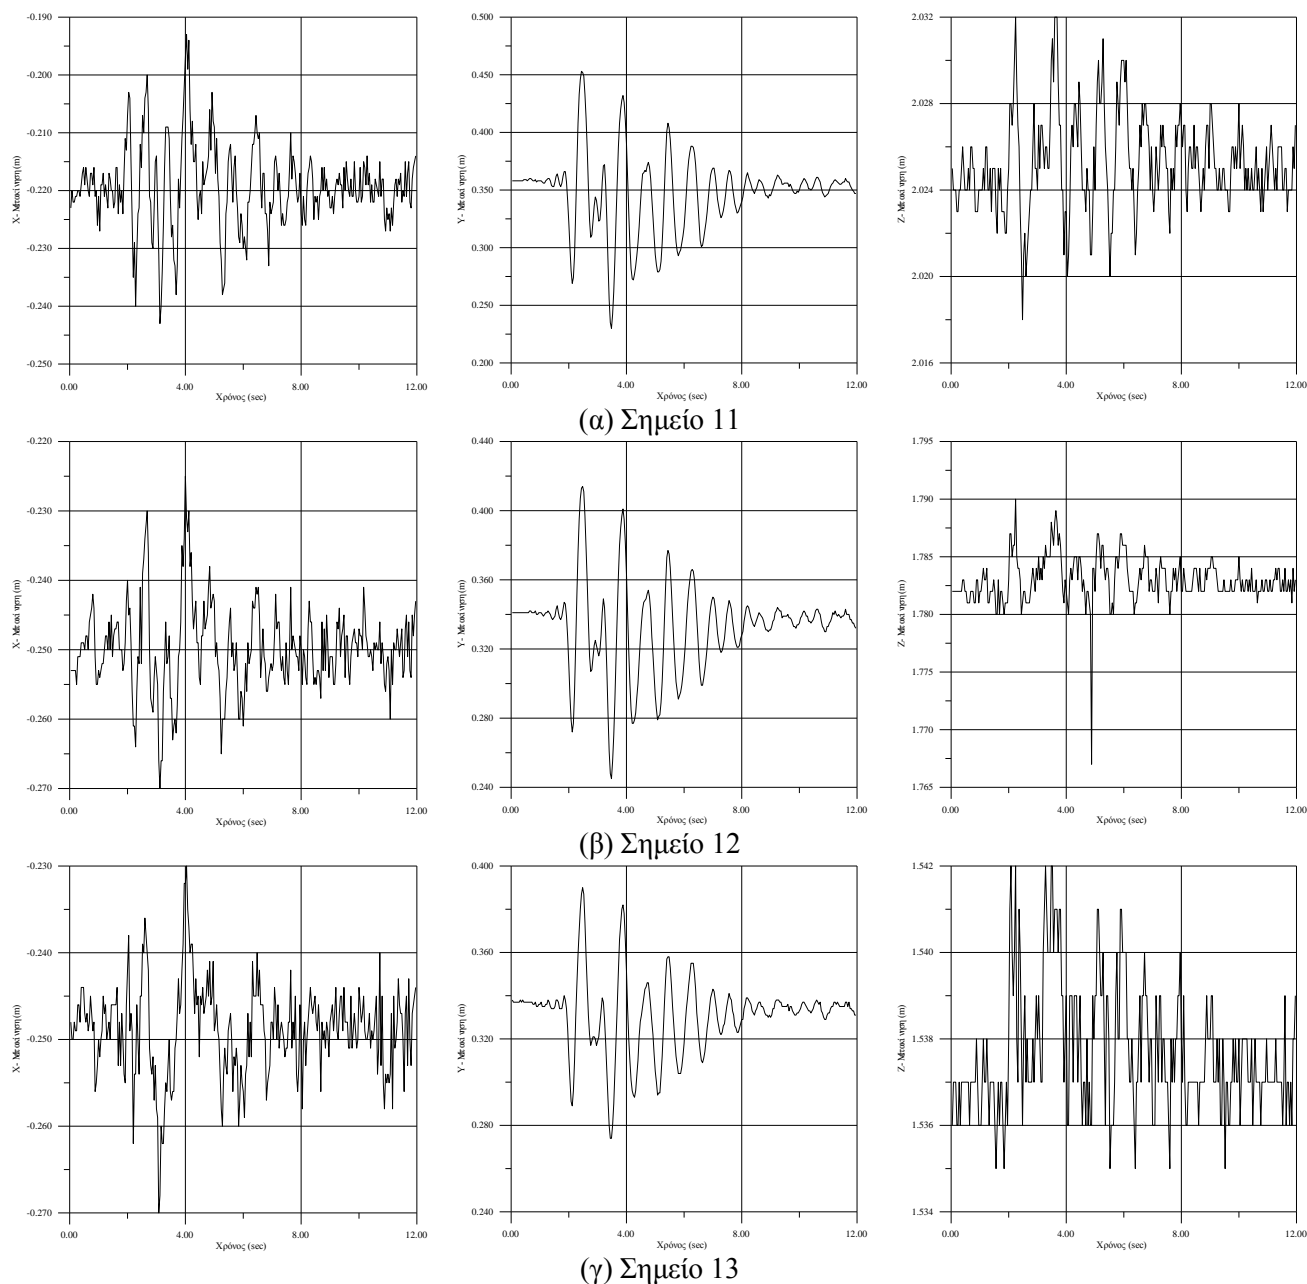 -0.190 0.500 2.032
-0.200 0.450 2.028
-0.210 0.400
-0.220 0.350 2.024
-0.230 0.300 2.020
-0.240 0.250
-0.250 0.200 2.016
X- Μετακίνηση (m) Y- Μετακίνηση (m) Z- Μετακίνηση (m)
0.00 4.00 8.00 12.00 0.00 4.00 8.00 12.00 0.00 4.00 8.00 12.00
Χρόνος (sec) Χρόνος (sec) Χρόνος (sec)
(α) Σημείο 11
-0.220 0.440 1.795
-0.230 0.400 1.790
-0.240 0.360 1.785
-0.250 0.320 1.780
-0.260 0.280 1.775
1.770
-0.270 0.240 1.765
X- Μετακίνηση (m) Y- Μετακίνηση (m) Z- Μετακίνηση (m)
0.00 4.00 8.00 12.00 0.00 4.00 8.00 12.00 0.00 4.00 8.00 12.00
Χρόνος (sec) Χρόνος (sec) Χρόνος (sec)
(β) Σημείο 12
-0.230 0.400 1.542
-0.240 0.360 1.540
-0.250 0.320 1.538
-0.260 0.280 1.536
-0.270 0.240 1.534
X- Μετακίνηση (m) Y- Μετακίνηση (m) Z- Μετακίνηση (m)
0.00 4.00 8.00 12.00 0.00 4.00 8.00 12.00 0.00 4.00 8.00 12.00
Χρόνος (sec) Χρόνος (sec) Χρόνος (sec)
(γ) Σημείο 13